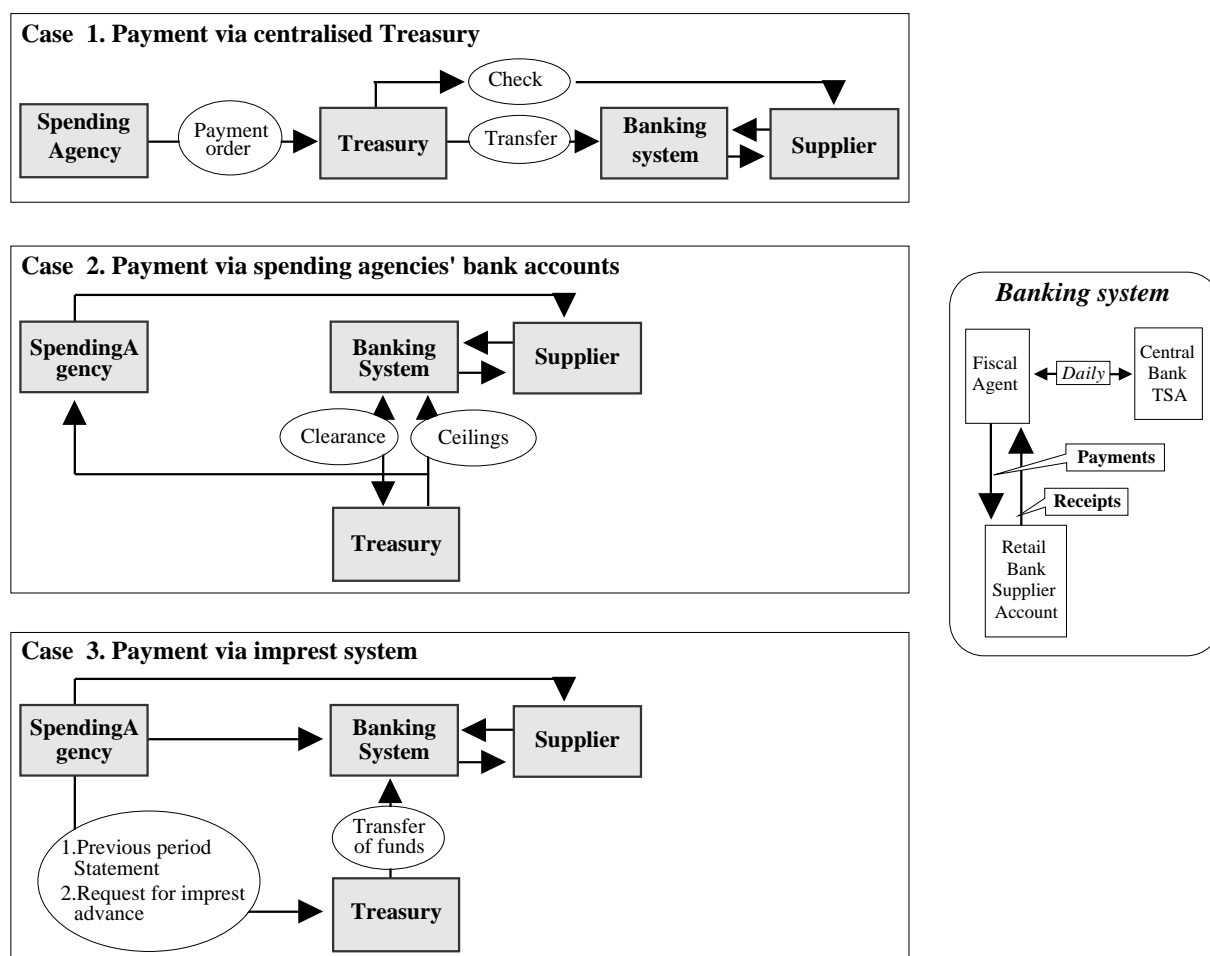 Case 1. Payment via centralised Treasury
Check
Spending
Agency
Payment
order
Treasury
Transfer
Banking
system
Supplier
Case 2. Payment via spending agencies' bank accounts
SpendingA
gency
Banking
System
Supplier
Clearance
Ceilings
Treasury
Banking system
Fiscal
Agent
Daily
Central
Bank
TSA
Payments
Receipts
Retail
Bank
Supplier
Account
Case 3. Payment via imprest system
SpendingA
gency
Banking
System
Supplier
1.Previous period
Statement
2.Request for imprest
advance
Transfer
of funds
Treasury